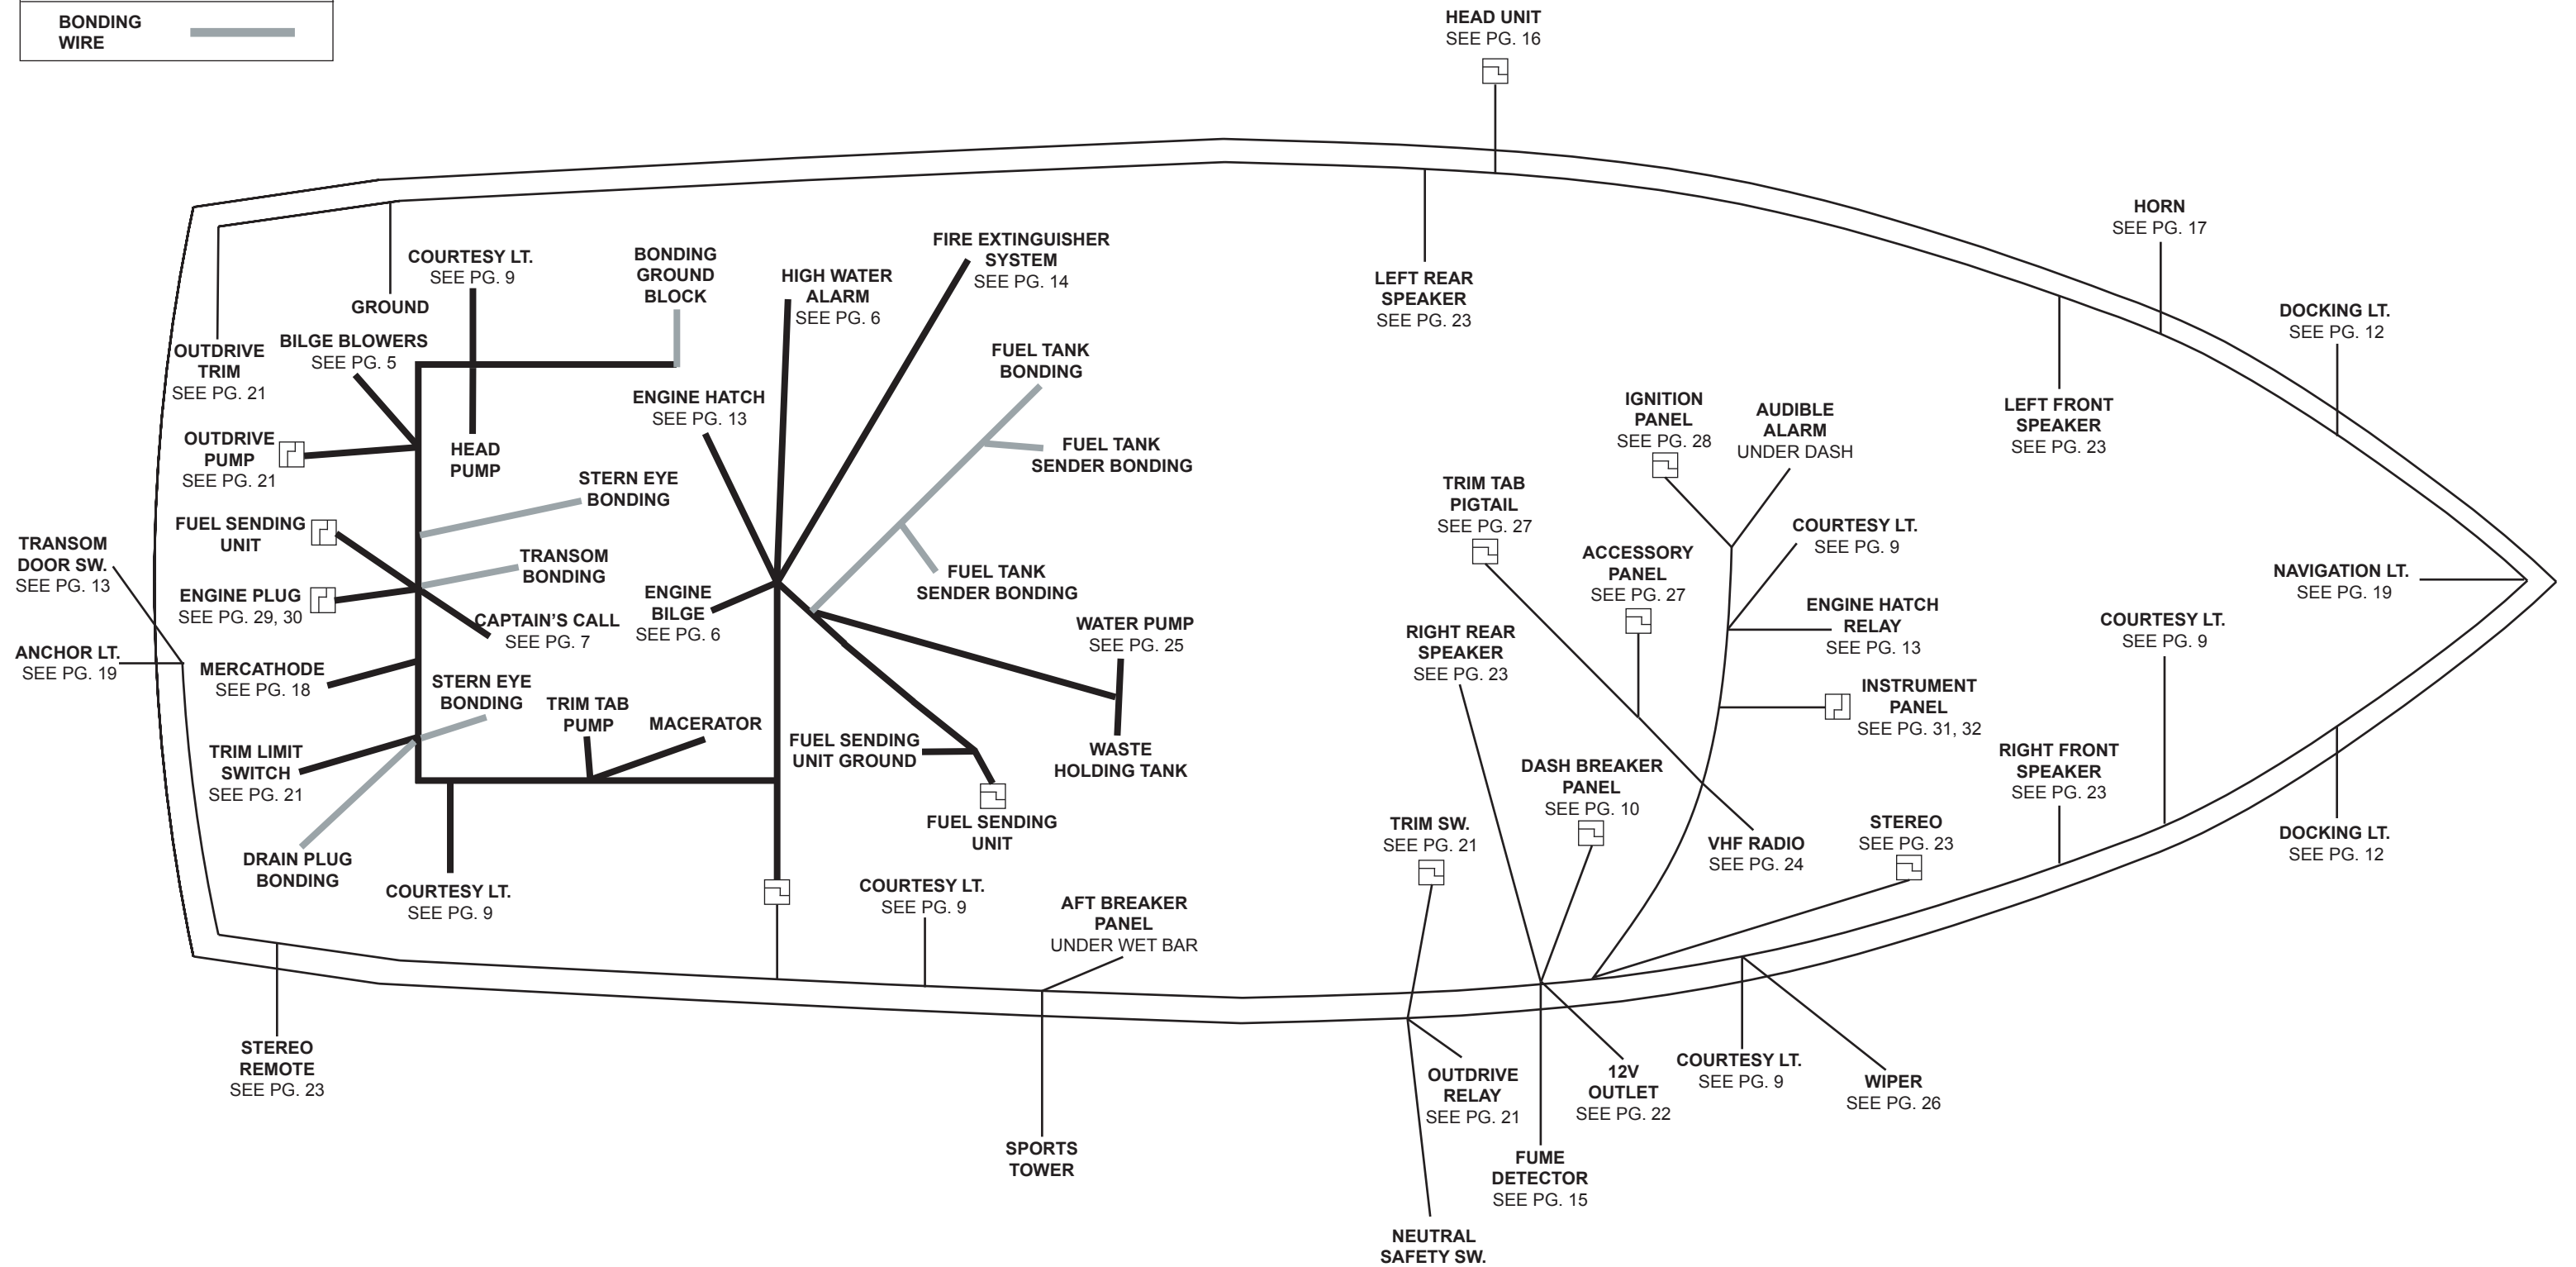 BONDING
WIRE
HEAD UNIT
SEE PG. 16
HORN
SEE PG. 17
DOCKING LT.
SEE PG. 12
LEFT REAR
SPEAKER
SEE PG. 23
LEFT FRONT
SPEAKER
SEE PG. 23
COURTESY LT.
SEE PG. 9
GROUND
BONDING
GROUND
BLOCK
HIGH WATER
ALARM
SEE PG. 6
FIRE EXTINGUISHER
SYSTEM
SEE PG. 14
OUTDRIVE
TRIM
SEE PG. 21
BILGE BLOWERS
SEE PG. 5
FUEL TANK
BONDING
ENGINE HATCH
SEE PG. 13
OUTDRIVE
PUMP
SEE PG. 21
HEAD
PUMP
FUEL TANK
SENDER BONDING
STERN EYE
BONDING
FUEL SENDING
UNIT
TRANSOM
DOOR SW.
SEE PG. 13
TRANSOM
BONDING
FUEL TANK
SENDER BONDING
ENGINE PLUG
SEE PG. 29, 30
CAPTAIN'S CALL
SEE PG. 7
ENGINE
BILGE
SEE PG. 6
WATER PUMP
SEE PG. 25
ANCHOR LT.
SEE PG. 19
MERCATHODE
SEE PG. 18
STERN EYE
BONDING
TRIM TAB
PUMP
MACERATOR
FUEL SENDING
UNIT GROUND
WASTE
HOLDING TANK
TRIM LIMIT
SWITCH
SEE PG. 21
FUEL SENDING
UNIT
DRAIN PLUG
BONDING
COURTESY LT.
SEE PG. 9
COURTESY LT.
SEE PG. 9
AFT BREAKER
PANEL
UNDER WET BAR
STEREO
REMOTE
SEE PG. 23
SPORTS
TOWER
IGNITION
PANEL
SEE PG. 28
AUDIBLE
ALARM
UNDER DASH
TRIM TAB
PIGTAIL
SEE PG. 27
ACCESSORY
PANEL
SEE PG. 27
COURTESY LT.
SEE PG. 9
RIGHT REAR
SPEAKER
SEE PG. 23
ENGINE HATCH
RELAY
SEE PG. 13
INSTRUMENT
PANEL
SEE PG. 31, 32
NAVIGATION LT.
SEE PG. 19
COURTESY LT.
SEE PG. 9
RIGHT FRONT
SPEAKER
SEE PG. 23
DASH BREAKER
PANEL
SEE PG. 10
TRIM SW.
SEE PG. 21
VHF RADIO
SEE PG. 24
STEREO
SEE PG. 23
DOCKING LT.
SEE PG. 12
OUTDRIVE
RELAY
SEE PG. 21
12V
OUTLET
SEE PG. 22
COURTESY LT.
SEE PG. 9
WIPER
SEE PG. 26
FUME
DETECTOR
SEE PG. 15
NEUTRAL
SAFETY SW.